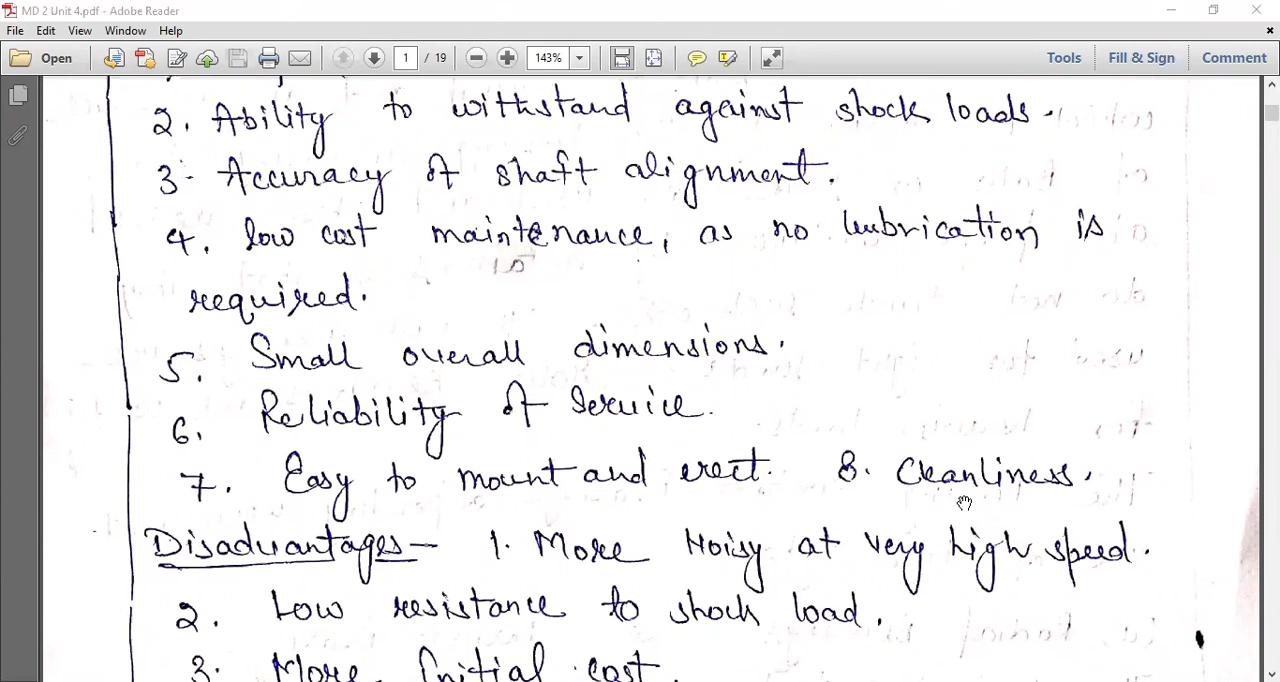 MD 2 Unit 4.pdf - Adobe Reader
File Edit View Window Help
Open 1 / 19 143% Tools Fill & Sign Comment
2. Ability to withstand against shock loads.
3. Accuracy of shaft alignment.
4. low cost maintenance, as no lubrication is
required.
5. Small overall dimensions.
6. Reliability of Service.
7. Easy to mount and erect. 8. Cleanliness.
Disadvantages- 1. More Noisy at very high speed.
2. Low resistance to shock load.
3. More Initial cost.